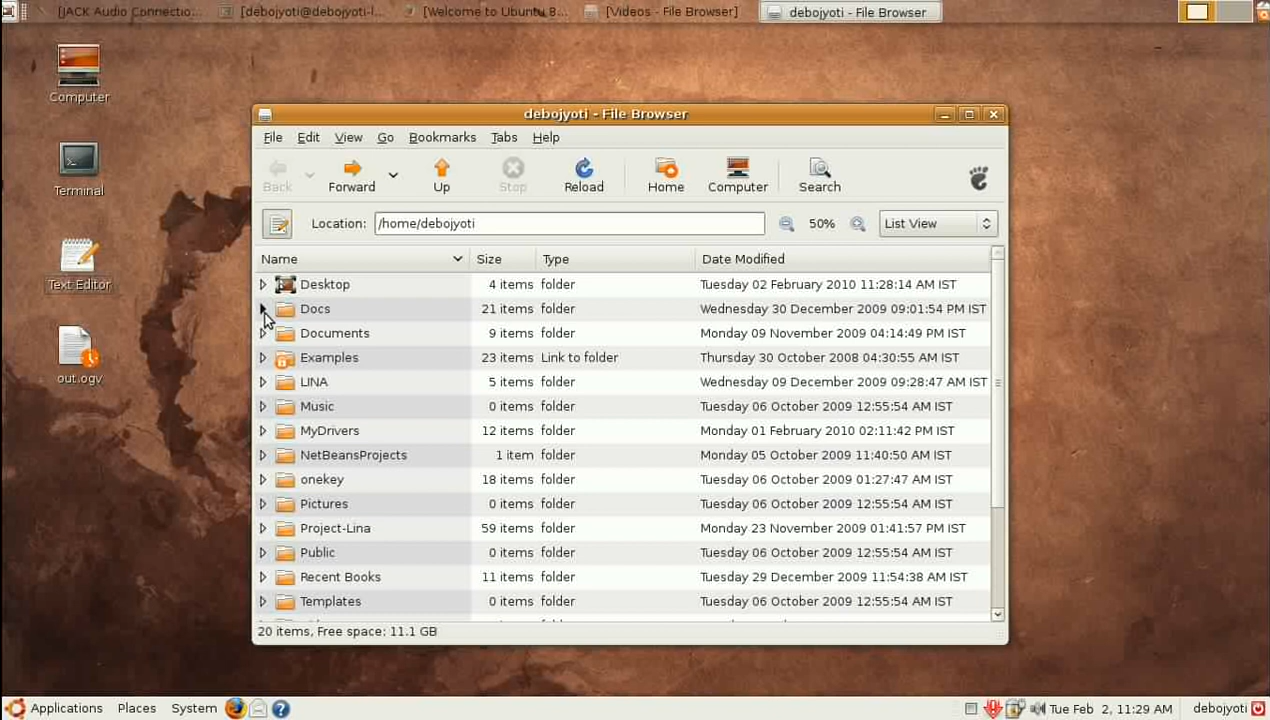 [JACK Audio Connectio... [debojyoti@debojyoti-l... [Welcome to Ubuntu 8... [Videos - File Browser] debojyoti - File Browser
Computer
Terminal
Text Editor
out.ogv
debojyoti - File Browser
File Edit View Go Bookmarks Tabs Help
Back Forward Up Stop Reload Home Computer Search
Location: /home/debojyoti 50% List View
Name Size Type Date Modified
Desktop 4 items folder Tuesday 02 February 2010 11:28:14 AM IST
Docs 21 items folder Wednesday 30 December 2009 09:01:54 PM IST
Documents 9 items folder Monday 09 November 2009 04:14:49 PM IST
Examples 23 items Link to folder Thursday 30 October 2008 04:30:55 AM IST
LINA 5 items folder Wednesday 09 December 2009 09:28:47 AM IST
Music 0 items folder Tuesday 06 October 2009 12:55:54 AM IST
MyDrivers 12 items folder Monday 01 February 2010 02:11:42 PM IST
NetBeansProjects 1 item folder Monday 05 October 2009 11:40:50 AM IST
onekey 18 items folder Tuesday 06 October 2009 01:27:47 AM IST
Pictures 0 items folder Tuesday 06 October 2009 12:55:54 AM IST
Project-Lina 59 items folder Monday 23 November 2009 01:41:57 PM IST
Public 0 items folder Tuesday 06 October 2009 12:55:54 AM IST
Recent Books 11 items folder Tuesday 29 December 2009 11:54:38 AM IST
Templates 0 items folder Tuesday 06 October 2009 12:55:54 AM IST
20 items, Free space: 11.1 GB
Applications Places System Tue Feb 2, 11:29 AM debojyoti